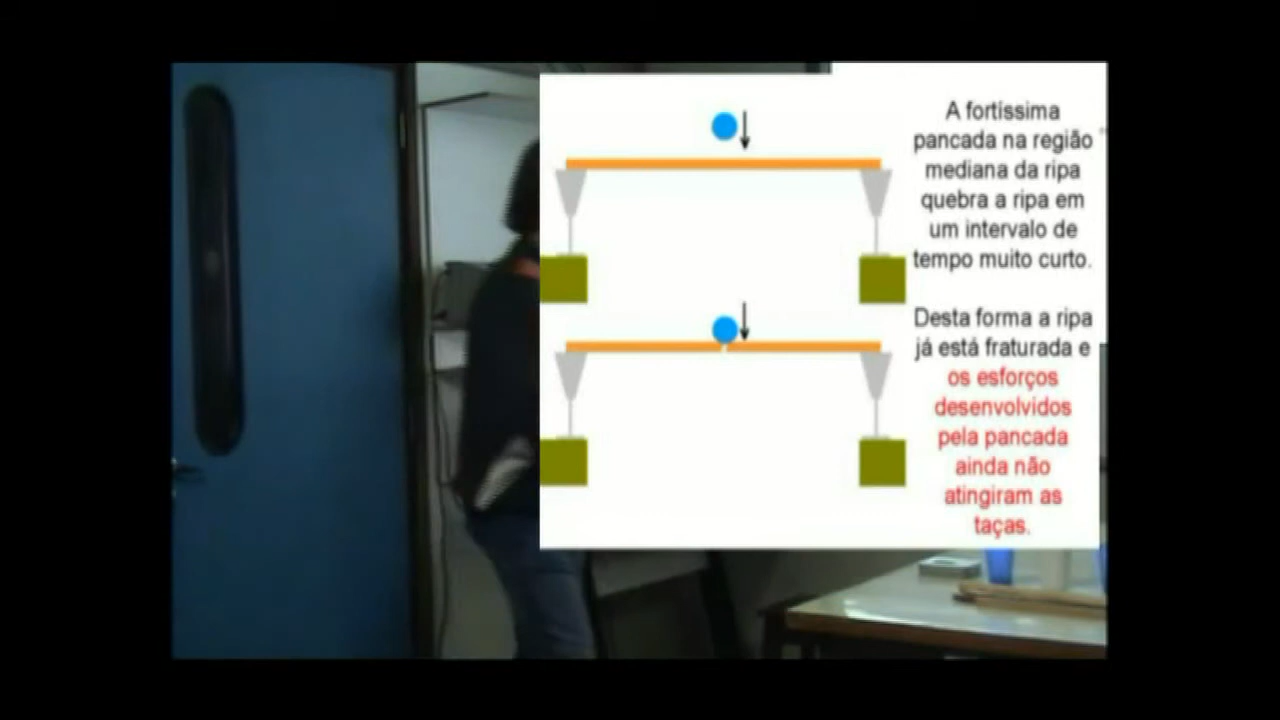 A fortíssima
pancada na região
mediana da ripa
quebra a ripa em
um intervalo de
tempo muito curto.
Desta forma a ripa
já está fraturada e
os esforços
desenvolvidos
pela pancada
ainda não
atingiram as
taças.